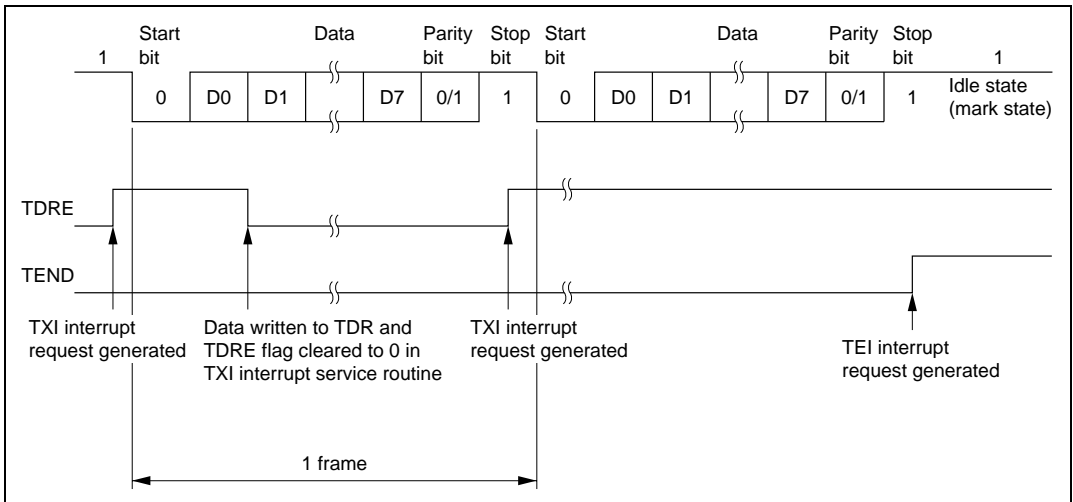 Start Data Parity Stop Start Data Parity Stop
1 bit bit bit bit bit bit 1
0 D0 D1 D7 0/1 1 0 D0 D1 D7 0/1 1 Idle state
(mark state)
TDRE
TEND
TXI interrupt
request generated
Data written to TDR and
TDRE flag cleared to 0 in
TXI interrupt service routine
TXI interrupt
request generated
TEI interrupt
request generated
1 frame